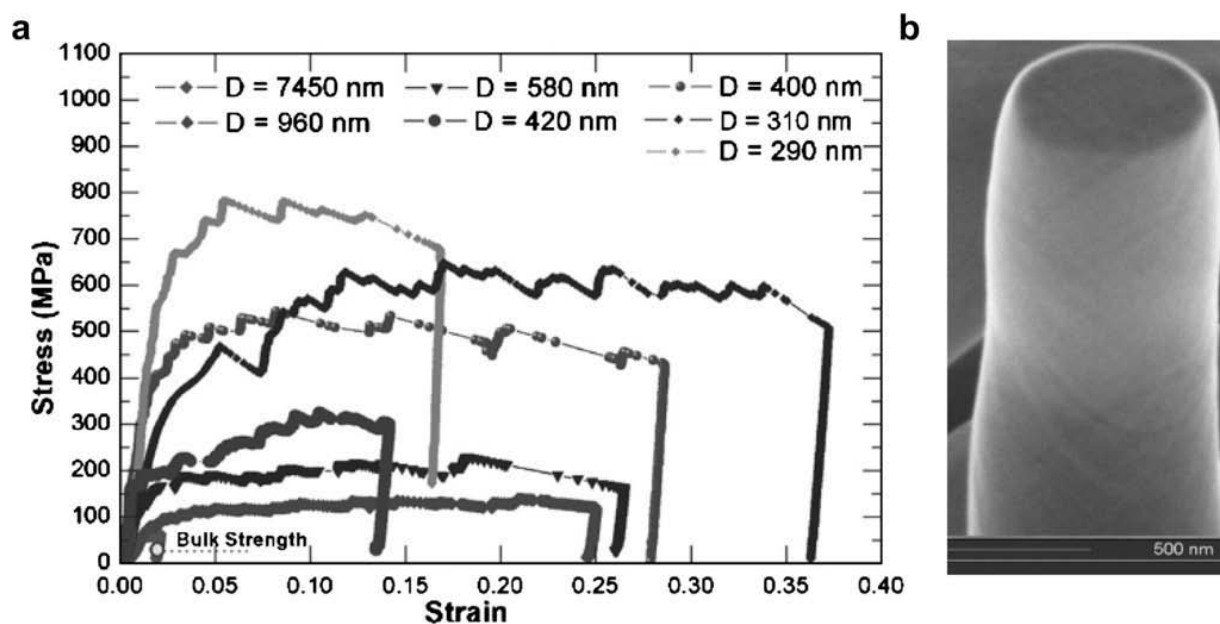 a
b
1100
1000
900
800
700
600
500
400
300
200
100
0
Stress (MPa)
D = 7450 nm
D = 580 nm
D = 400 nm
D = 960 nm
D = 420 nm
D = 310 nm
D = 290 nm
Bulk Strength
0.00 0.05 0.10 0.15 0.20 0.25 0.30 0.35 0.40
Strain
500 nm